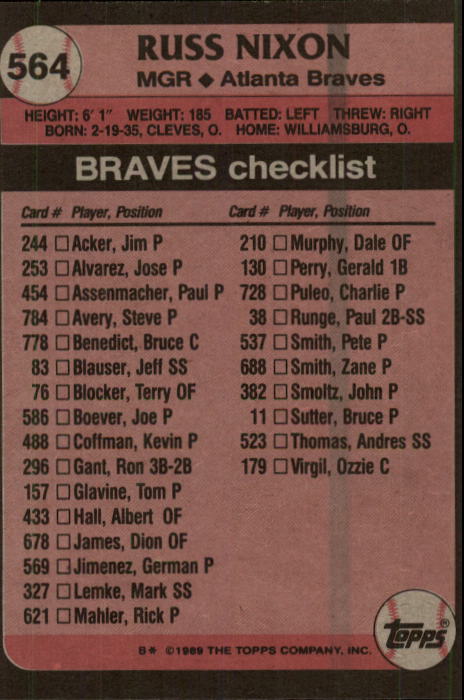 564
RUSS NIXON
MGR ◆ Atlanta Braves
HEIGHT: 6' 1" WEIGHT: 185 BATTED: LEFT THREW: RIGHT
BORN: 2-19-35, CLEVES, O. HOME: WILLIAMSBURG, O.
BRAVES checklist
Card # Player, Position
244 □ Acker, Jim P
253 □ Alvarez, Jose P
454 □ Assenmacher, Paul P
784 □ Avery, Steve P
778 □ Benedict, Bruce C
83 □ Blauser, Jeff SS
76 □ Blocker, Terry OF
586 □ Boever, Joe P
488 □ Coffman, Kevin P
296 □ Gant, Ron 3B-2B
157 □ Glavine, Tom P
433 □ Hall, Albert OF
678 □ James, Dion OF
569 □ Jimenez, German P
327 □ Lemke, Mark SS
621 □ Mahler, Rick P
Card # Player, Position
210 □ Murphy, Dale OF
130 □ Perry, Gerald 1B
728 □ Puleo, Charlie P
38 □ Runge, Paul 2B-SS
537 □ Smith, Pete P
688 □ Smith, Zane P
382 □ Smoltz, John P
11 □ Sutter, Bruce P
523 □ Thomas, Andres SS
179 □ Virgil, Ozzie C
topps®
B* ©1989 THE TOPPS COMPANY, INC.